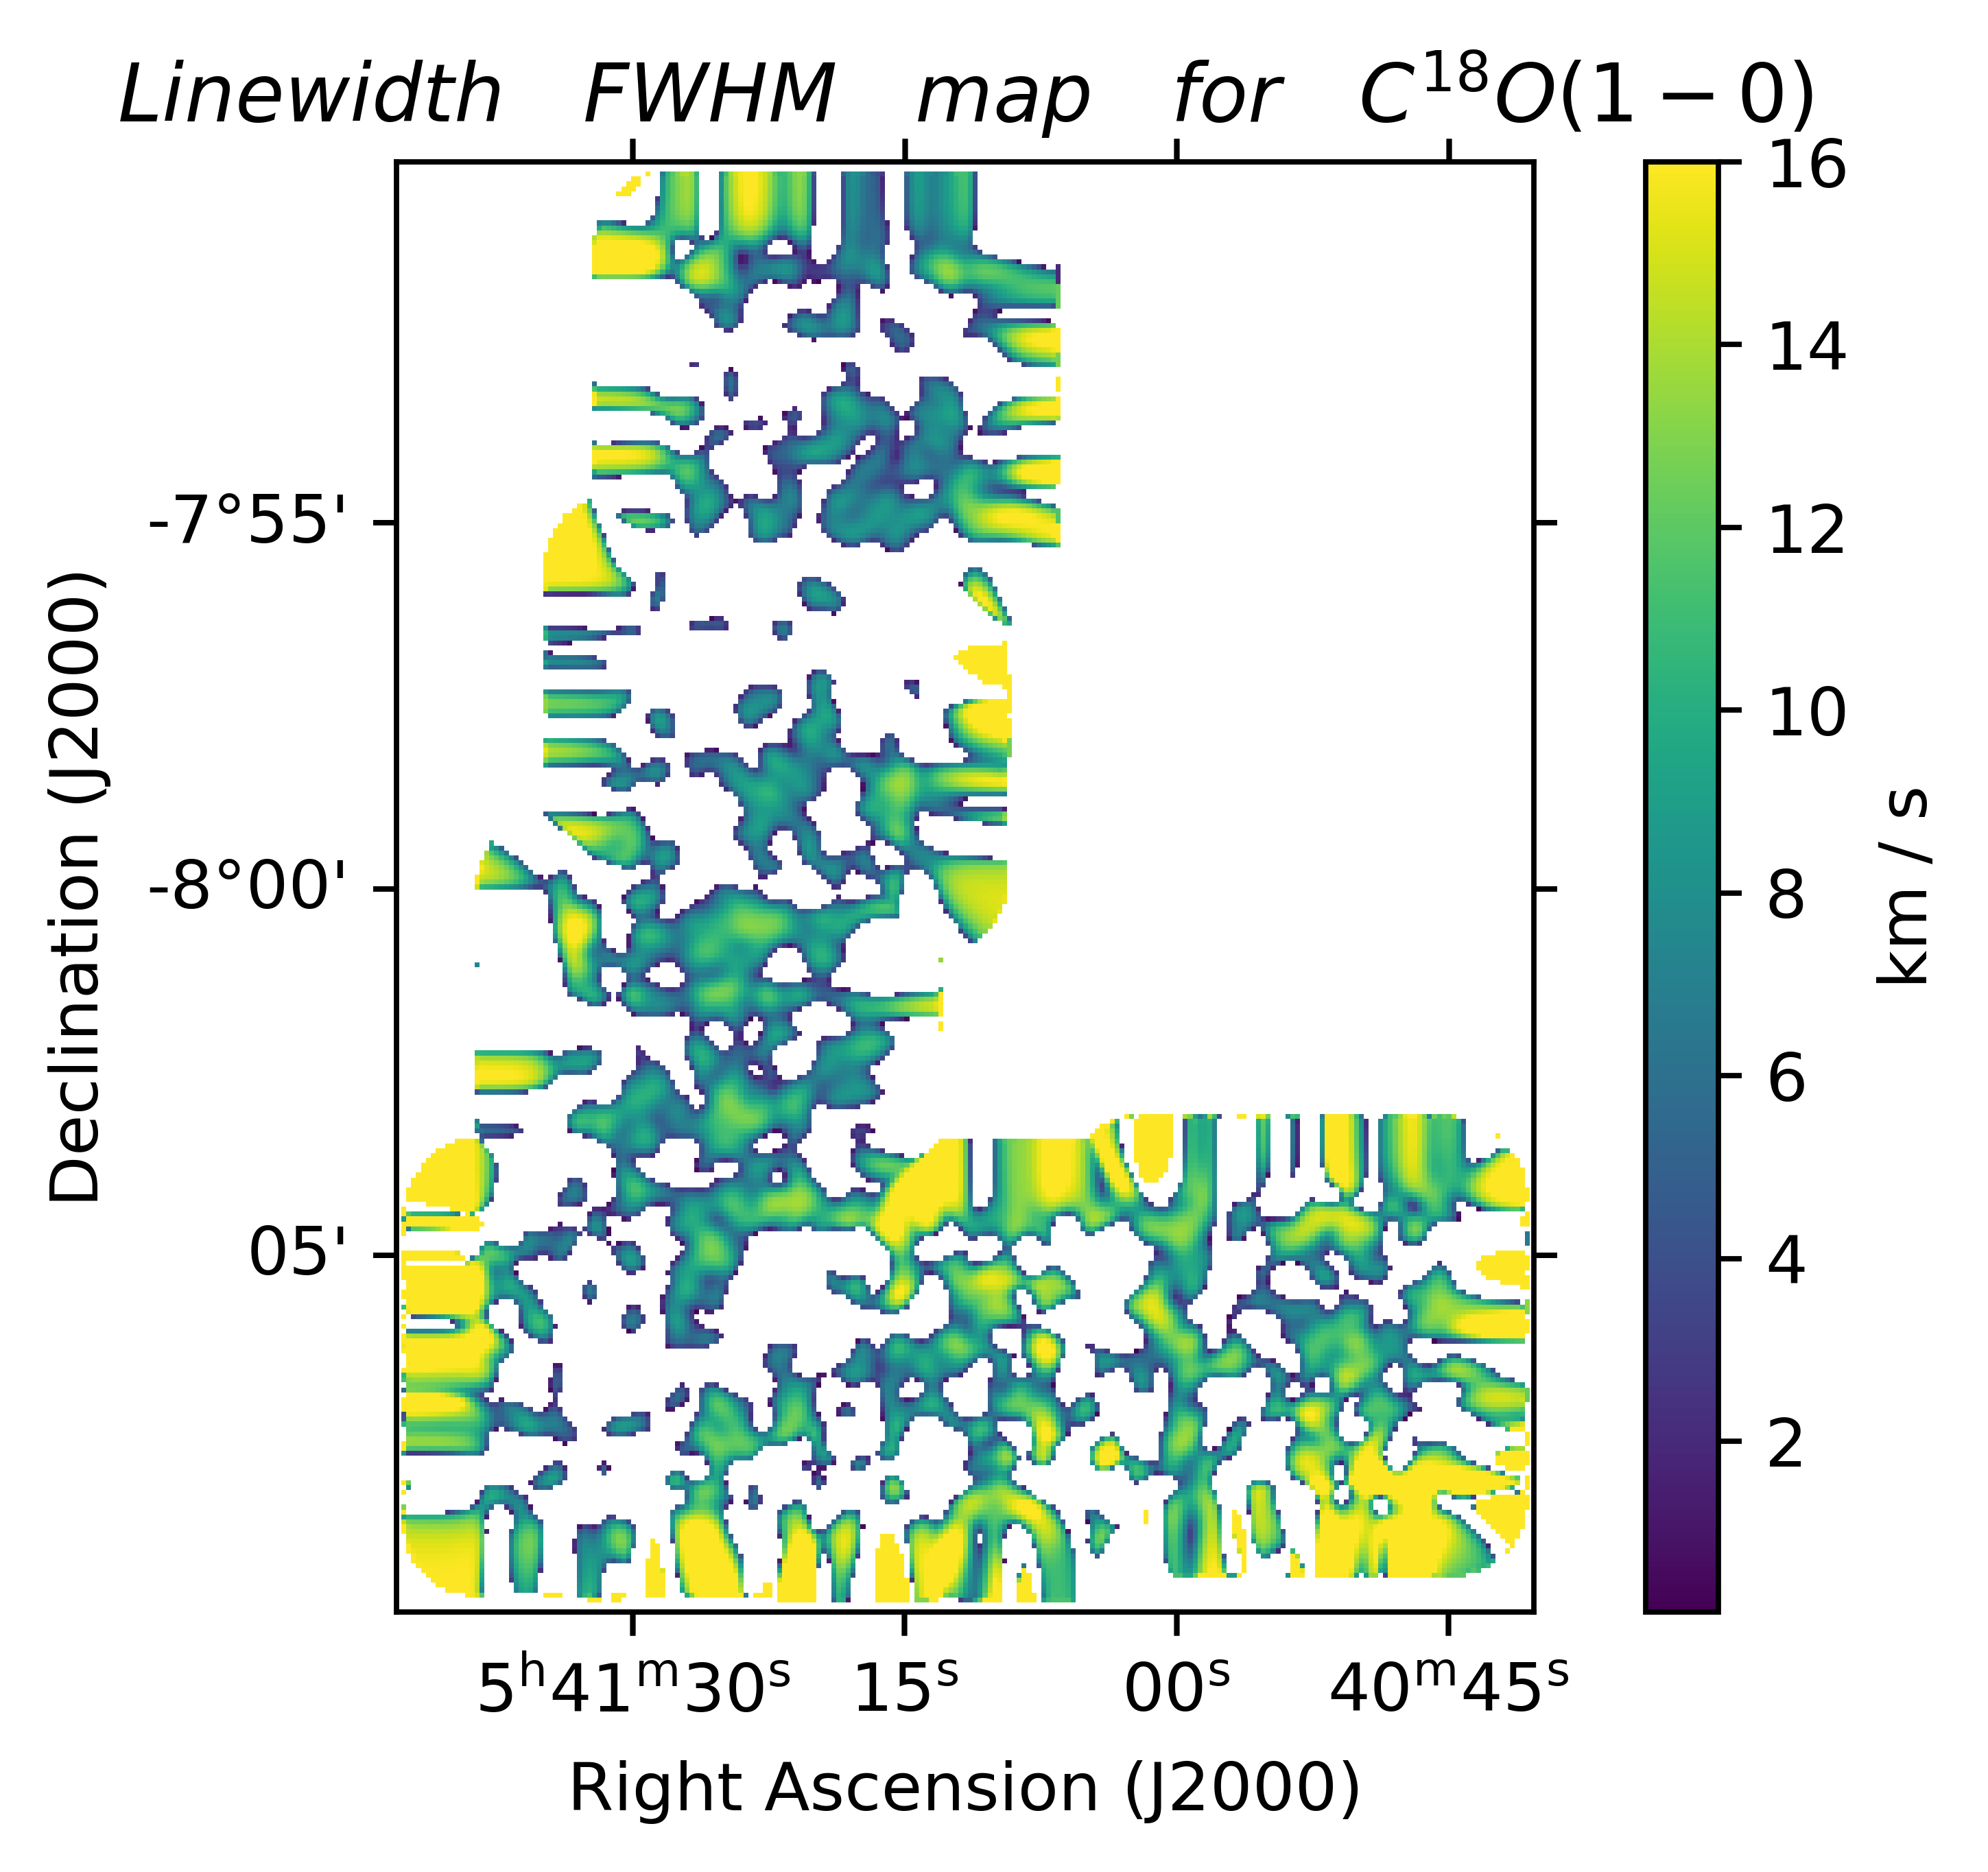 Linewidth FWHM map for C¹⁸O(1 − 0)
16
14
12
10
8
6
4
2
km / s
-7°55'
-8°00'
05'
Declination (J2000)
5ʰ41ᵐ30ˢ 15ˢ 00ˢ 40ᵐ45ˢ
Right Ascension (J2000)